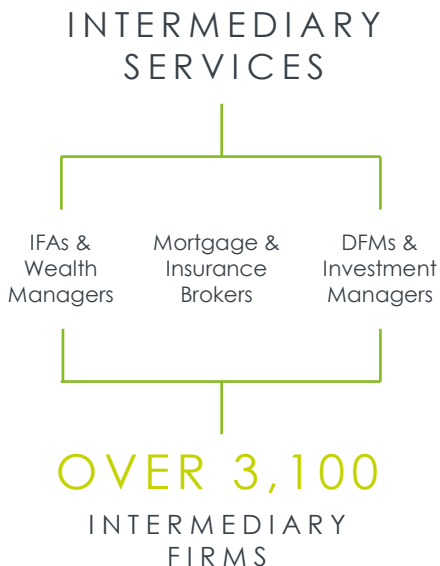 INTERMEDIARY
SERVICES
IFAs &
Wealth
Managers
Mortgage &
Insurance
Brokers
DFMs &
Investment
Managers
OVER 3,100
INTERMEDIARY
FIRMS